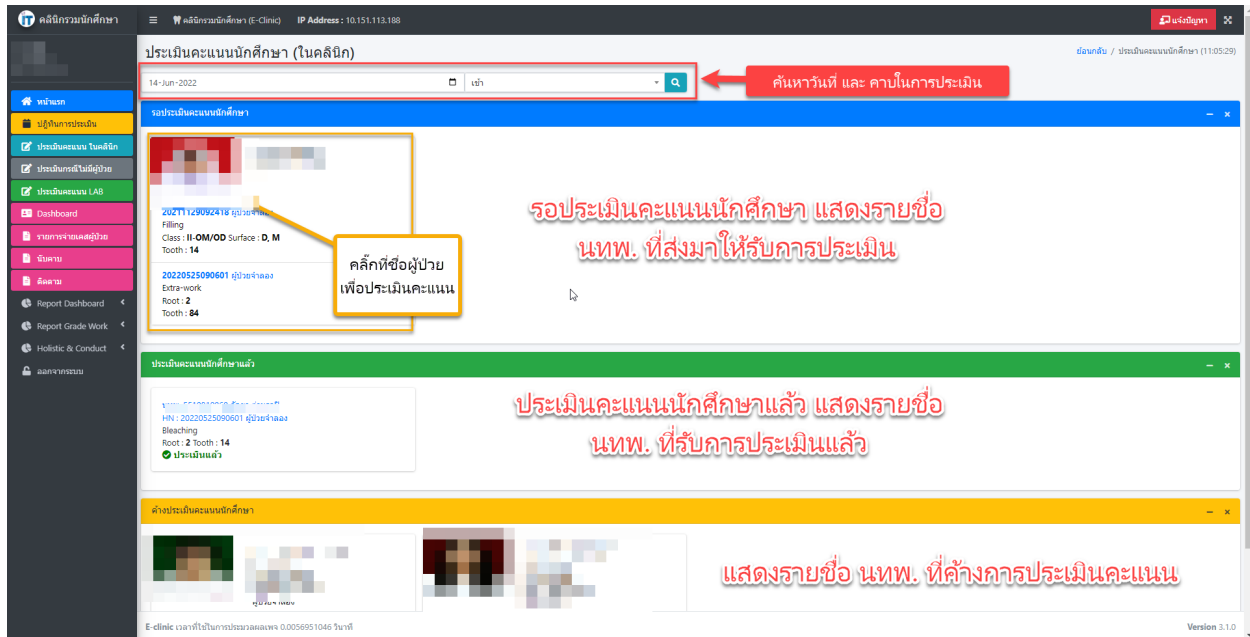 คลินิกรวมนักศึกษา
คลินิกรวมนักศึกษา (E-Clinic) IP Address : 10.151.113.188
แจ้งปัญหา
ประเมินคะแนนนักศึกษา (ในคลินิก)
ย้อนกลับ / ประเมินคะแนนนักศึกษา (11:05:29)
14-Jun-2022
เช้า
ค้นหาวันที่ และ คาบในการประเมิน
หน้าแรก
ปฏิทินการประเมิน
ประเมินคะแนน ในคลินิก
ประเมินกรณีไม่มีผู้ป่วย
ประเมินคะแนน LAB
Dashboard
รายการจ่ายเคสผู้ป่วย
นับคาบ
ติดตาม
Report Dashboard
Report Grade Work
Holistic & Conduct
ออกจากระบบ
รอประเมินคะแนนนักศึกษา
20211129092418 ผู้ป่วยจำลอง
Filling
Class : II-OM/OD Surface : D, M
Tooth : 14
20220525090601 ผู้ป่วยจำลอง
Extra-work
Root : 2
Tooth : 84
คลิ๊กที่ชื่อผู้ป่วย
เพื่อประเมินคะแนน
รอประเมินคะแนนนักศึกษา แสดงรายชื่อ
นทพ. ที่ส่งมาให้รับการประเมิน
ประเมินคะแนนนักศึกษาแล้ว
HN : 20220525090601 ผู้ป่วยจำลอง
Bleaching
Root : 2 Tooth : 14
ประเมินแล้ว
ประเมินคะแนนนักศึกษาแล้ว แสดงรายชื่อ
นทพ. ที่รับการประเมินแล้ว
ค้างประเมินคะแนนนักศึกษา
ผู้ป่วยจำลอง
แสดงรายชื่อ นทพ. ที่ค้างการประเมินคะแนน
E-clinic เวลาที่ใช้ในการประมวลผลเพจ 0.0056951046 วินาที
Version 3.1.0